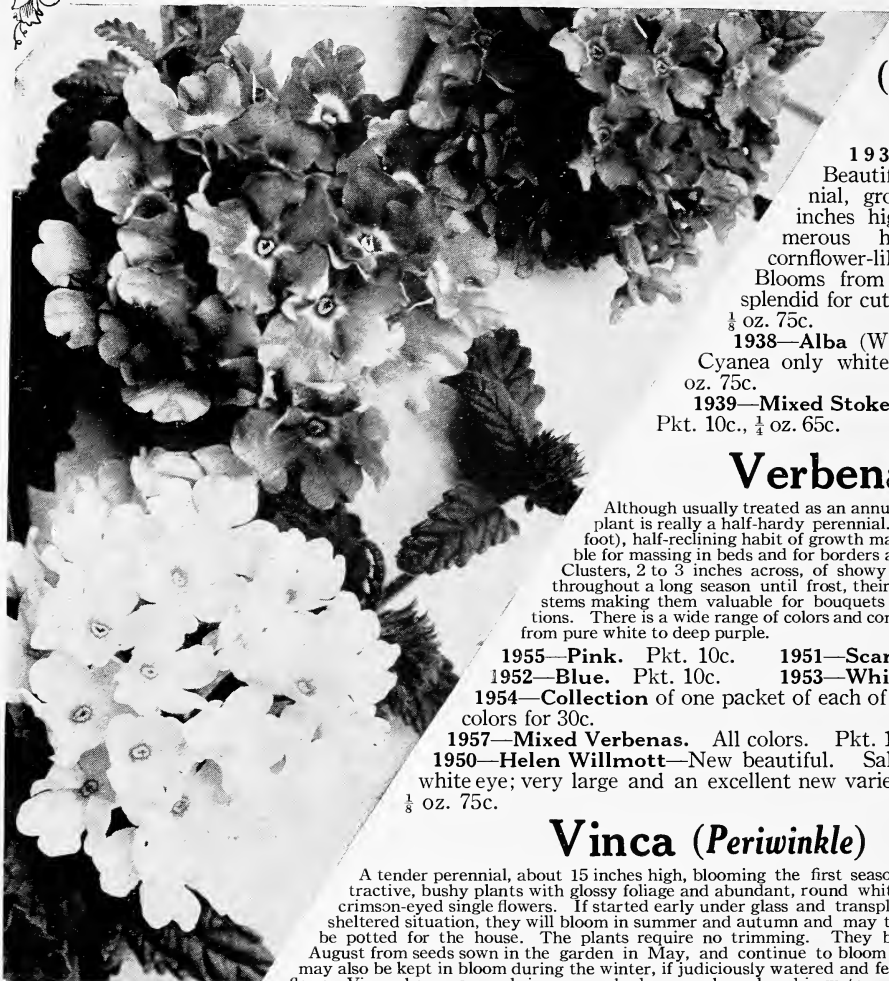 (
193
Beautif
nial, gro
inches hig
merous h
cornflower-lik
Blooms from
splendid for cut
⅛ oz. 75c.
1938—Alba (W
Cyanea only white
oz. 75c.
1939—Mixed Stoke
Pkt. 10c., ¼ oz. 65c.
Verbena
Although usually treated as an annu
plant is really a half-hardy perennial.
foot), half-reclining habit of growth ma
ble for massing in beds and for borders a
Clusters, 2 to 3 inches across, of showy
throughout a long season until frost, their
stems making them valuable for bouquets
tions. There is a wide range of colors and con
from pure white to deep purple.
1955—Pink. Pkt. 10c. 1951—Scar
1952—Blue. Pkt. 10c. 1953—Whi
1954—Collection of one packet of each of
colors for 30c.
1957—Mixed Verbenas. All colors. Pkt. 1
1950—Helen Willmott—New beautiful. Sal
white eye; very large and an excellent new varie
⅛ oz. 75c.
Vinca (Periwinkle)
A tender perennial, about 15 inches high, blooming the first seaso
tractive, bushy plants with glossy foliage and abundant, round whit
crimson-eyed single flowers. If started early under glass and transpl
sheltered situation, they will bloom in summer and autumn and may t
be potted for the house. The plants require no trimming. They b
August from seeds sown in the garden in May, and continue to bloom
may also be kept in bloom during the winter, if judiciously watered and fe